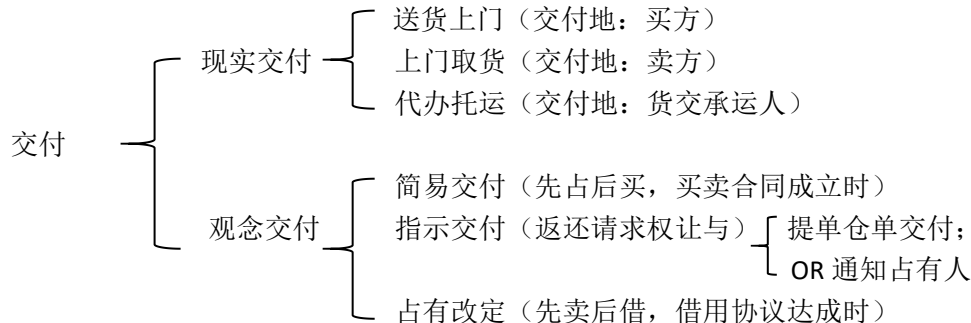 交付
现实交付
送货上门（交付地：买方）
上门取货（交付地：卖方）
代办托运（交付地：货交承运人）
观念交付
简易交付（先占后买，买卖合同成立时）
指示交付（返还请求权让与）
提单仓单交付；
OR 通知占有人
占有改定（先卖后借，借用协议达成时）